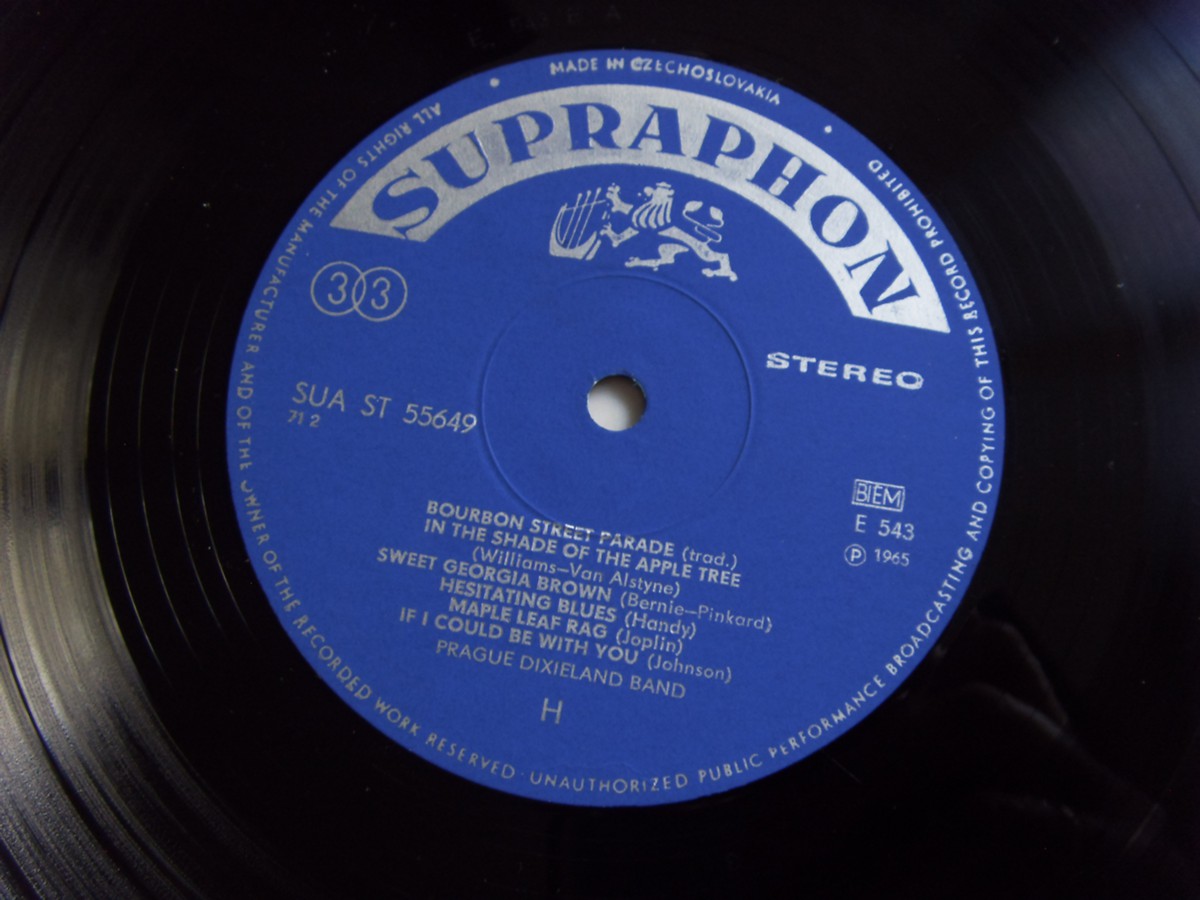 MADE IN CZECHOSLOVAKIA
SUPRAPHON
33
STEREO
SUA ST 55649
71 2
BIEM
E 543
Ⓟ 1965
BOURBON STREET PARADE (trad.)
IN THE SHADE OF THE APPLE TREE
(Williams—Van Alstyne)
SWEET GEORGIA BROWN (Bernie—Pinkard)
HESITATING BLUES (Handy)
MAPLE LEAF RAG (Joplin)
IF I COULD BE WITH YOU (Johnson)
PRAGUE DIXIELAND BAND
H
ALL RIGHTS OF THE MANUFACTURER AND OF THE OWNER OF THE RECORDED WORK RESERVED · UNAUTHORIZED PUBLIC PERFORMANCE BROADCASTING AND COPYING OF THIS RECORD PROHIBITED